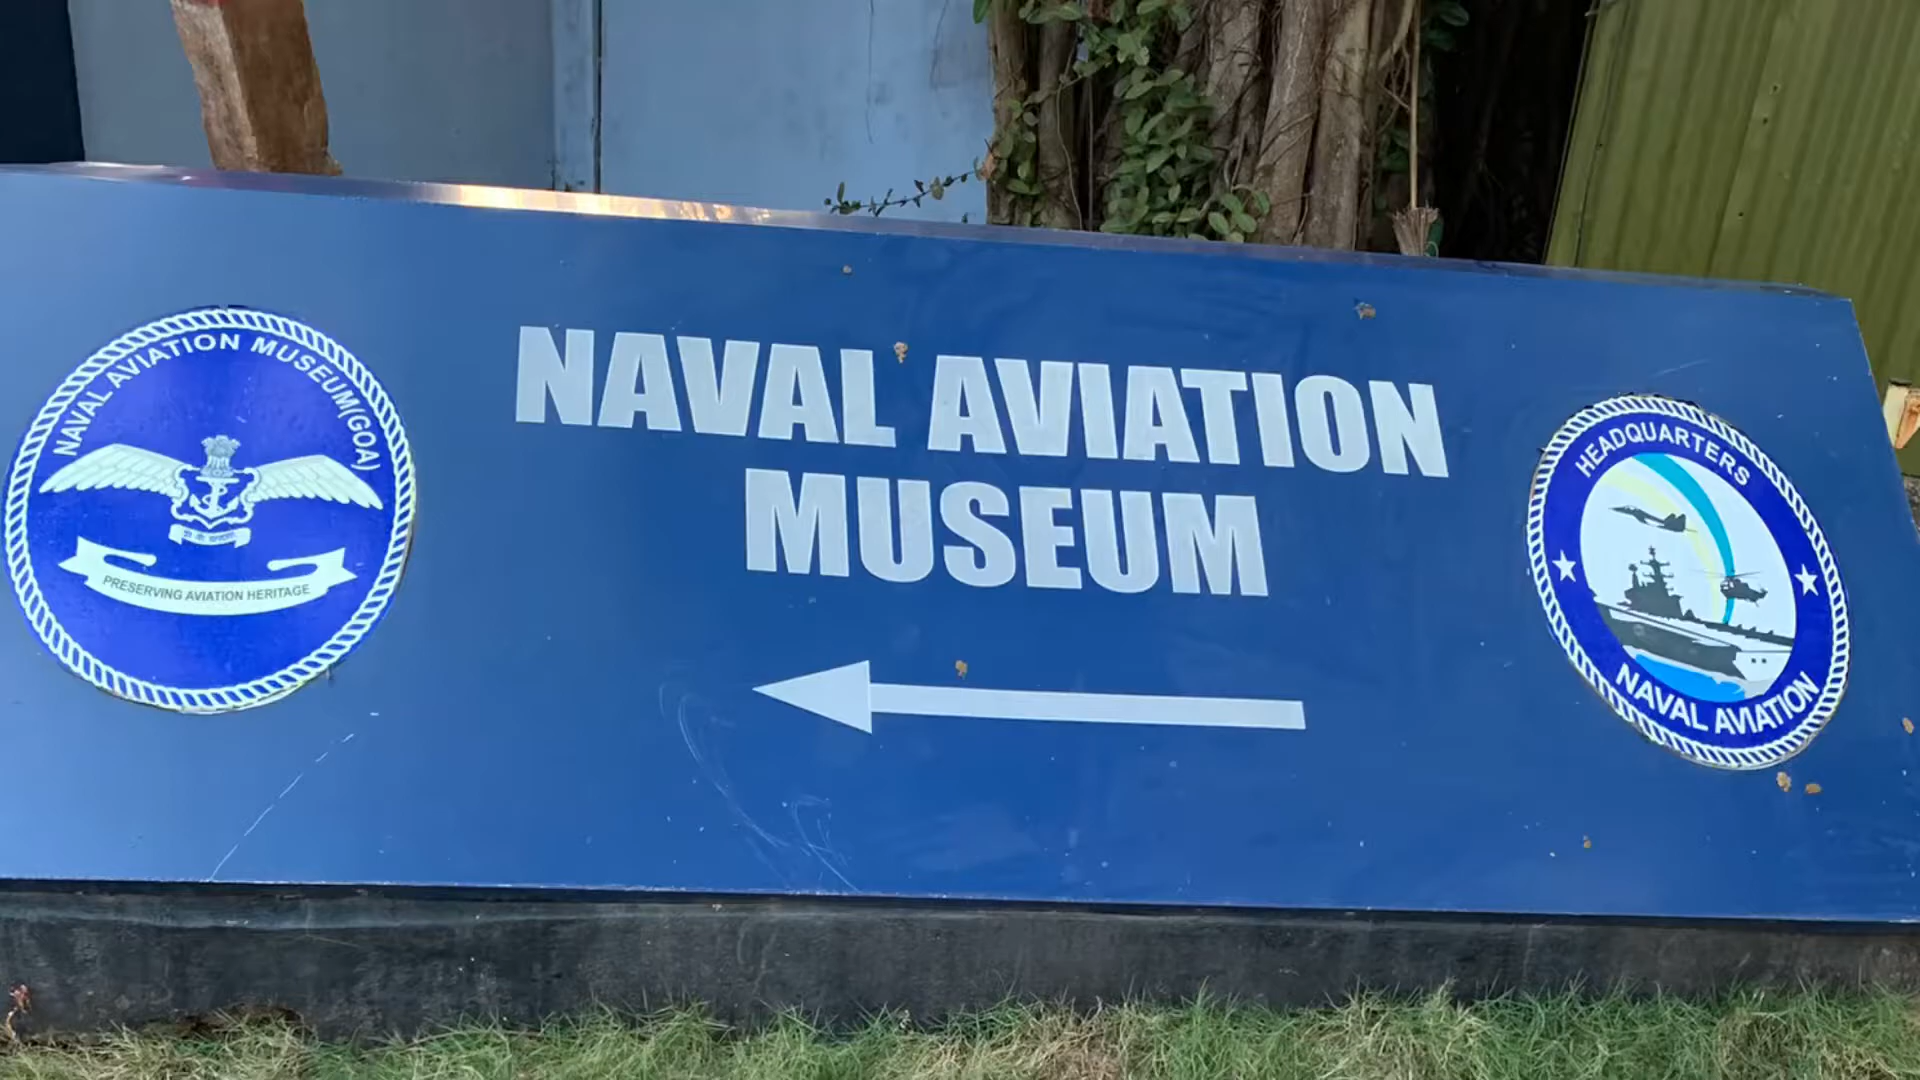 NAVAL AVIATION MUSEUM(GOA)
PRESERVING AVIATION HERITAGE
NAVAL AVIATION
MUSEUM
HEADQUARTERS
NAVAL AVIATION